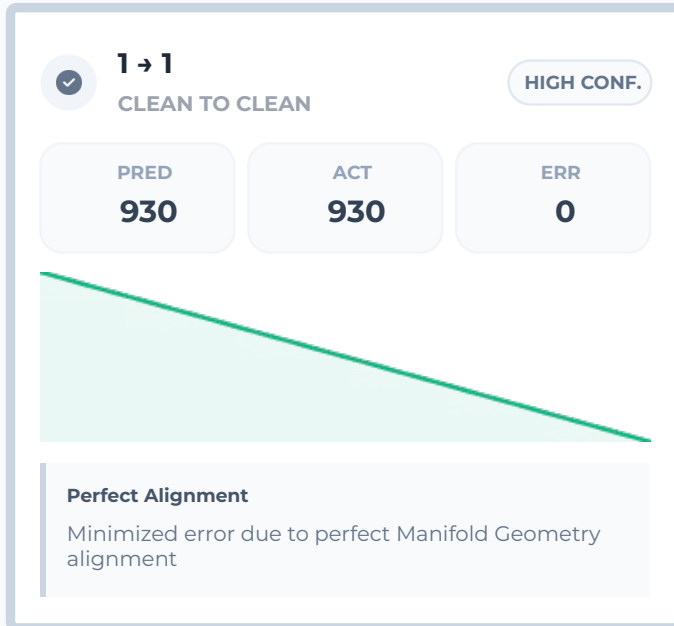 1 → 1
CLEAN TO CLEAN
HIGH CONF.
PRED
930
ACT
930
ERR
0
Perfect Alignment
Minimized error due to perfect Manifold Geometry
alignment